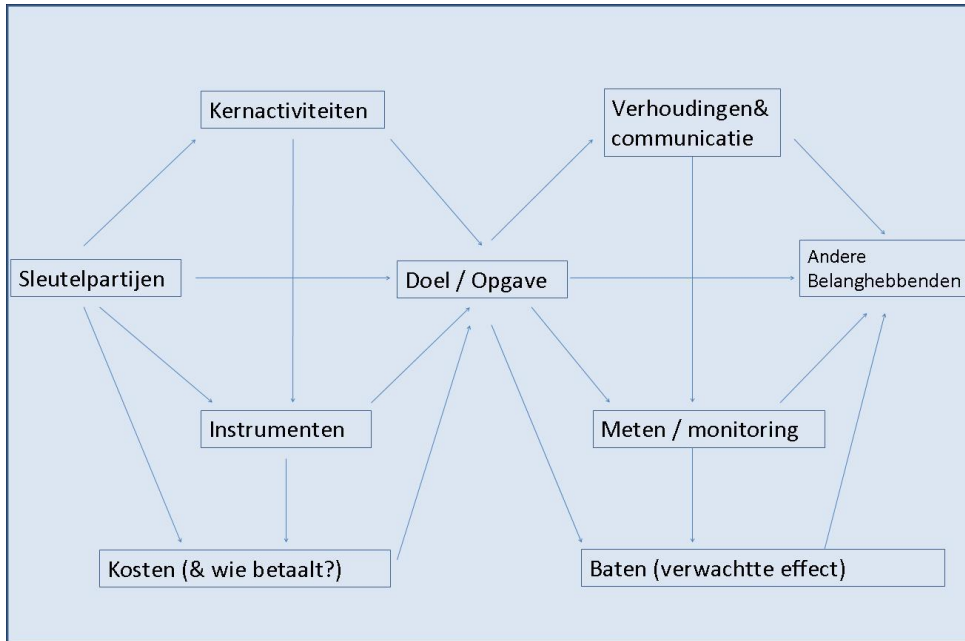 Kernactiviteiten
Verhoudingen&
communicatie
Sleutelpartijen
Doel / Opgave
Andere
Belanghebbenden
Instrumenten
Meten / monitoring
Kosten (& wie betaalt?)
Baten (verwachtte effect)